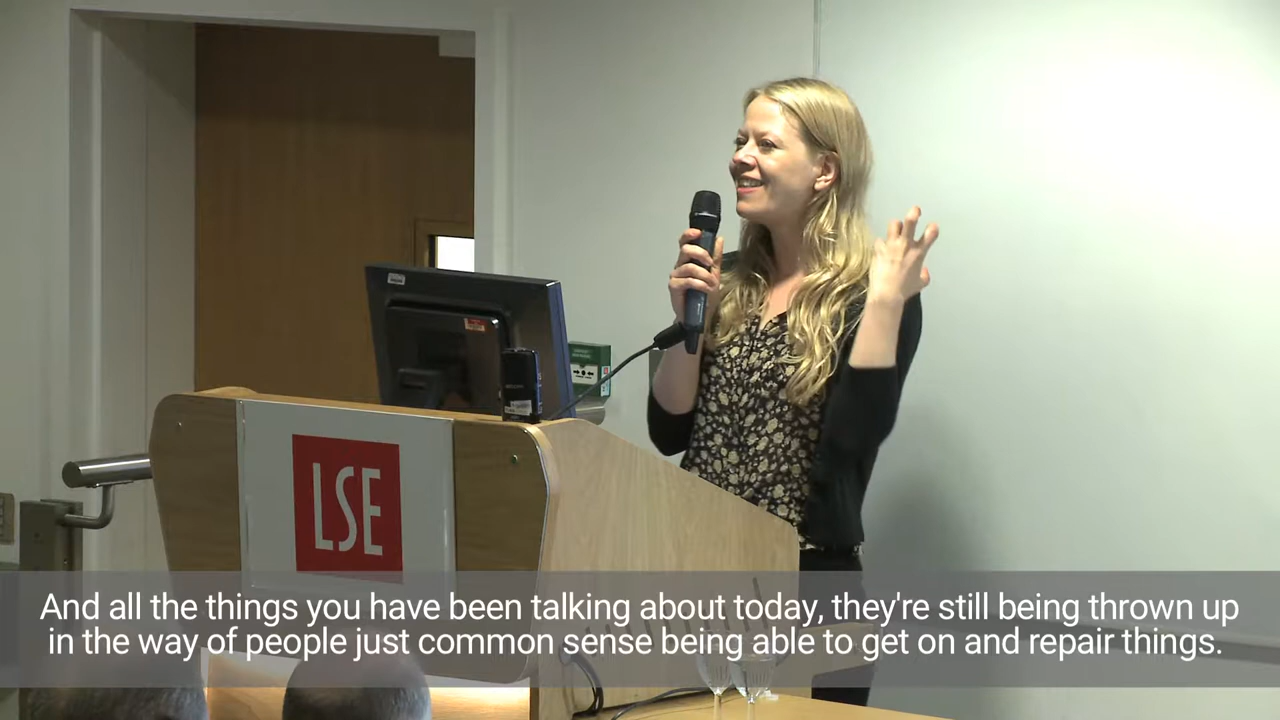 LSE
And all the things you have been talking about today, they're still being thrown up
in the way of people just common sense being able to get on and repair things.